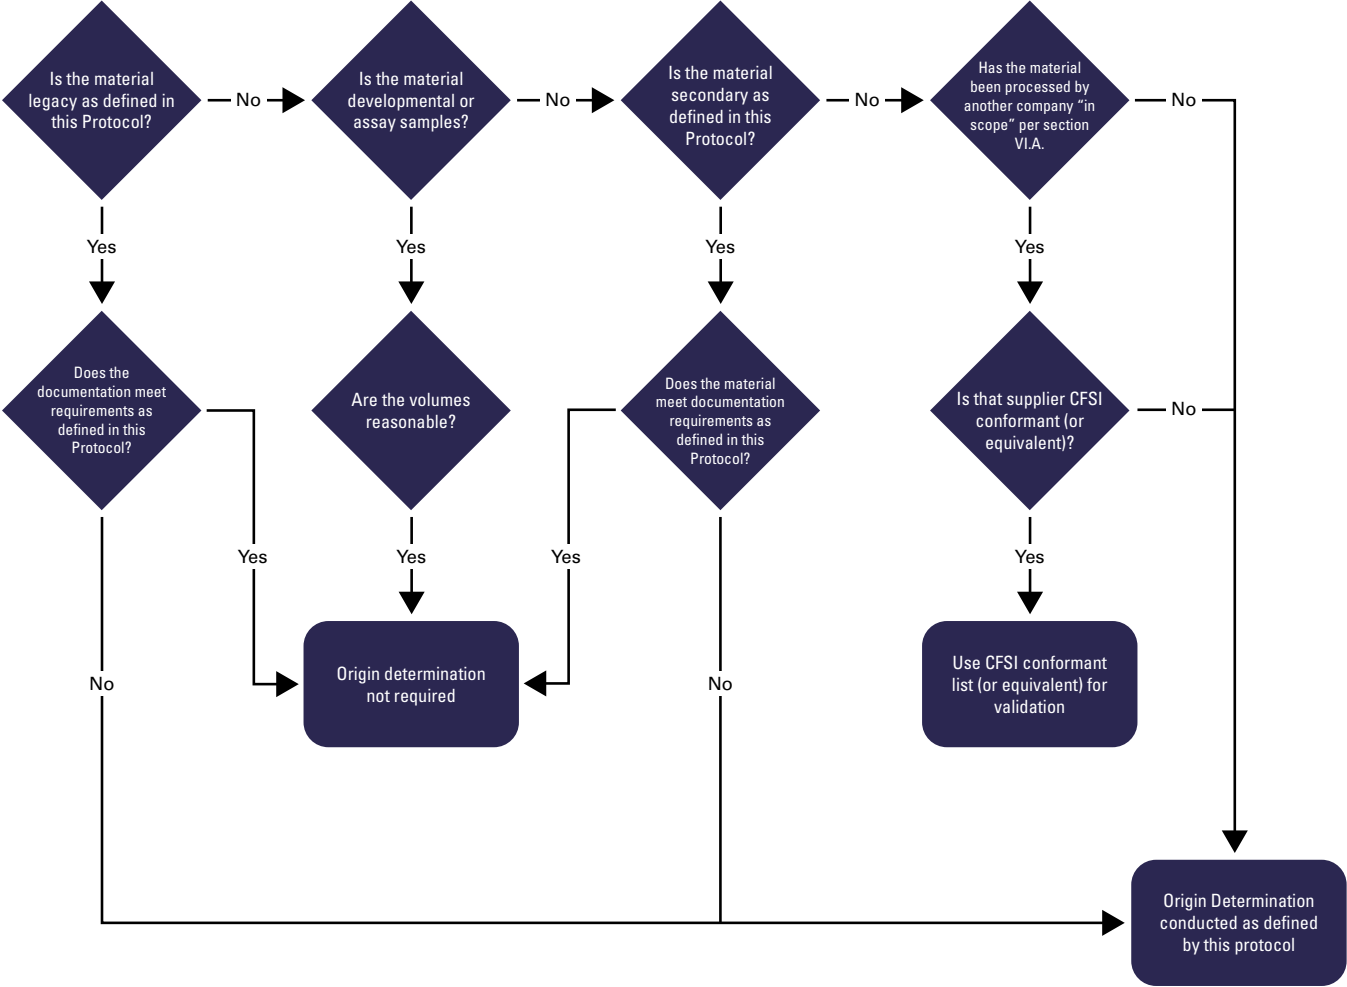 Is the material
legacy as defined in
this Protocol?
No
Is the material
developmental or
assay samples?
No
Is the material
secondary as
defined in this
Protocol?
No
Has the material
been processed by
another company “in
scope” per section
VI.A.
No
Yes
Yes
Yes
Yes
Does the
documentation meet
requirements as
defined in this
Protocol?
Are the volumes
reasonable?
Does the material
meet documentation
requirements as
defined in this
Protocol?
Is that supplier CFSI
conformant (or
equivalent)?
No
Yes
Yes
Yes
Yes
No
Origin determination
not required
No
Use CFSI conformant
list (or equivalent) for
validation
Origin Determination
conducted as defined
by this protocol